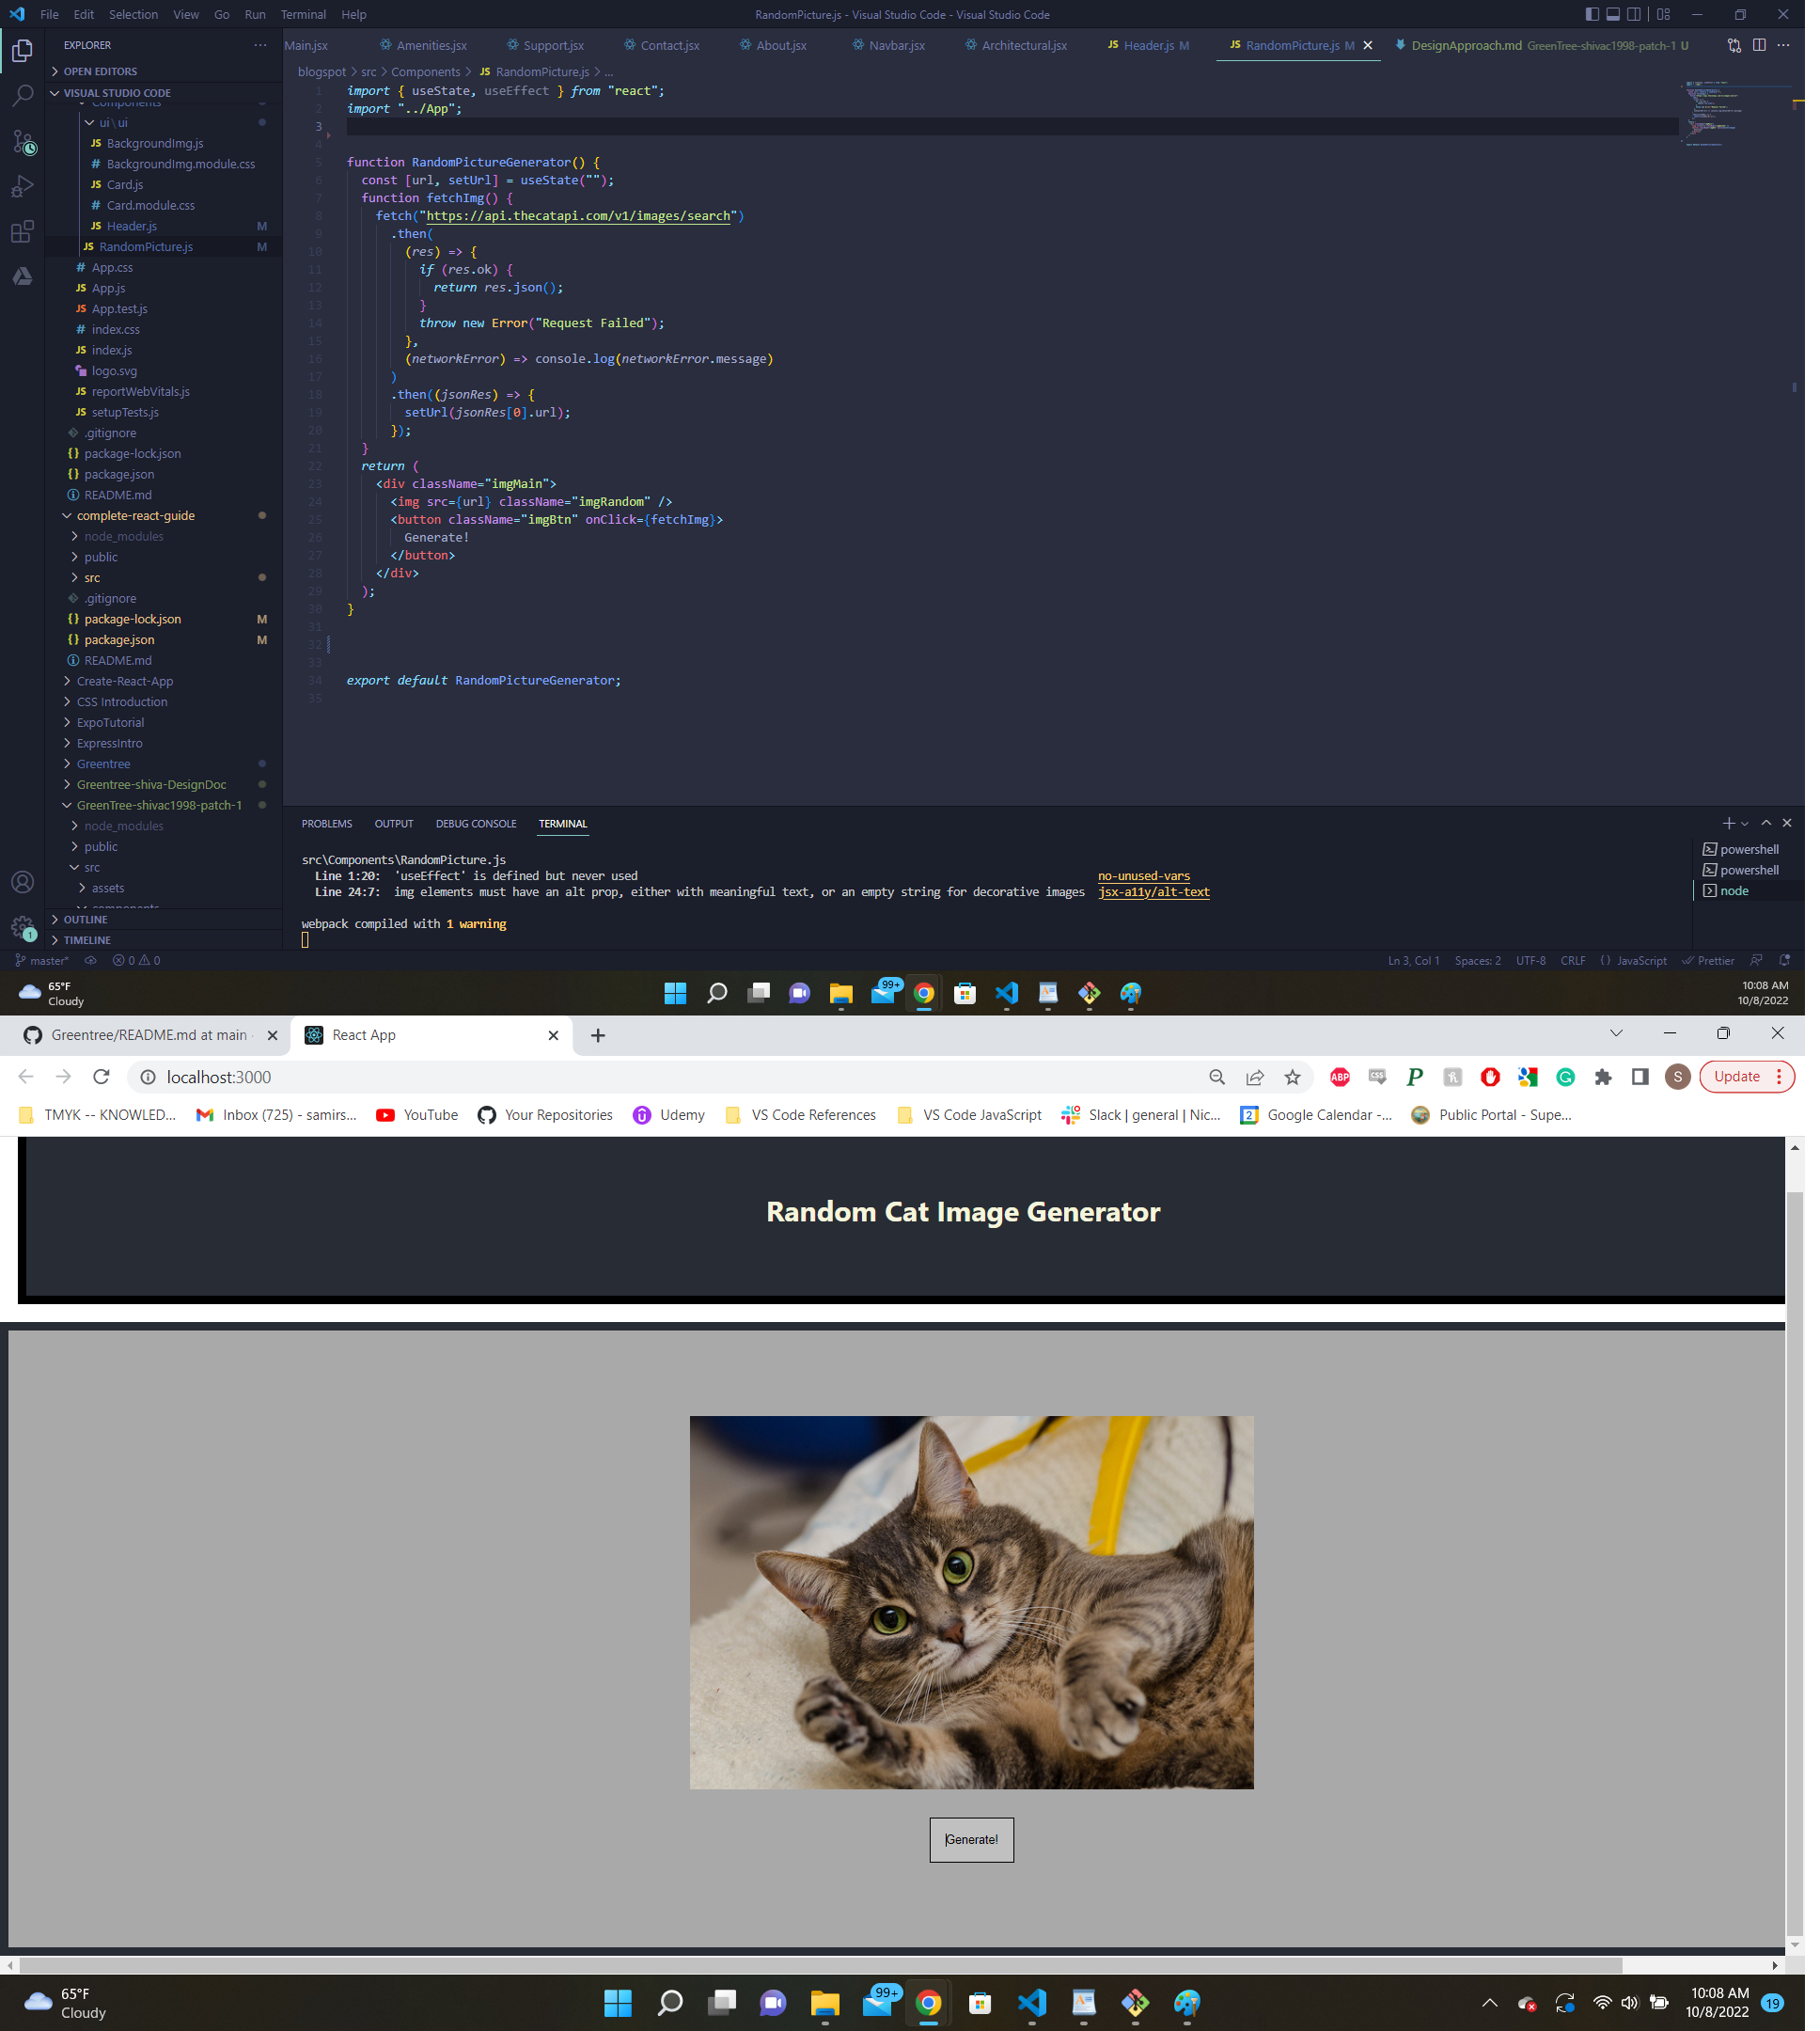 File Edit Selection View Go Run Terminal Help
RandomPicture.js - Visual Studio Code - Visual Studio Code
EXPLORER
OPEN EDITORS
VISUAL STUDIO CODE
Components
ui\ui
JS BackgroundImg.js
# BackgroundImg.module.css
JS Card.js
# Card.module.css
JS Header.js M
JS RandomPicture.js M
# App.css
JS App.js
JS App.test.js
# index.css
JS index.js
logo.svg
JS reportWebVitals.js
JS setupTests.js
.gitignore
{} package-lock.json
{} package.json
README.md
complete-react-guide
node_modules
public
src
.gitignore
{} package-lock.json M
{} package.json M
README.md
Create-React-App
CSS Introduction
ExpoTutorial
ExpressIntro
Greentree
Greentree-shiva-DesignDoc
GreenTree-shivac1998-patch-1
node_modules
public
src
assets
components
OUTLINE
TIMELINE
Main.jsx Amenities.jsx Support.jsx Contact.jsx About.jsx Navbar.jsx Architectural.jsx JS Header.js M JS RandomPicture.js M DesignApproach.md GreenTree-shivac1998-patch-1 U
blogspot > src > Components > JS RandomPicture.js > ...
1 import { useState, useEffect } from "react";
2 import "../App";
3
4
5 function RandomPictureGenerator() {
6 const [url, setUrl] = useState("");
7 function fetchImg() {
8 fetch("https://api.thecatapi.com/v1/images/search")
9 .then(
10 (res) => {
11 if (res.ok) {
12 return res.json();
13 }
14 throw new Error("Request Failed");
15 },
16 (networkError) => console.log(networkError.message)
17 )
18 .then((jsonRes) => {
19 setUrl(jsonRes[0].url);
20 });
21 }
22 return (
23 <div className="imgMain">
24 <img src={url} className="imgRandom" />
25 <button className="imgBtn" onClick={fetchImg}>
26 Generate!
27 </button>
28 </div>
29 );
30 }
31
32
33
34 export default RandomPictureGenerator;
35
PROBLEMS OUTPUT DEBUG CONSOLE TERMINAL
src\Components\RandomPicture.js
Line 1:20: 'useEffect' is defined but never used no-unused-vars
Line 24:7: img elements must have an alt prop, either with meaningful text, or an empty string for decorative images jsx-a11y/alt-text
webpack compiled with 1 warning
powershell
powershell
node
1
master* 0 0 Ln 3, Col 1 Spaces: 2 UTF-8 CRLF {} JavaScript Prettier
65°F
Cloudy
99+
10:08 AM
10/8/2022
Greentree/README.md at main React App
localhost:3000
ABP CSS P S Update
TMYK -- KNOWLED... Inbox (725) - samirs... YouTube Your Repositories Udemy VS Code References VS Code JavaScript Slack | general | Nic... 2 Google Calendar -... Public Portal - Supe...
Random Cat Image Generator
Generate!
65°F
Cloudy
99+
10:08 AM
10/8/2022
19